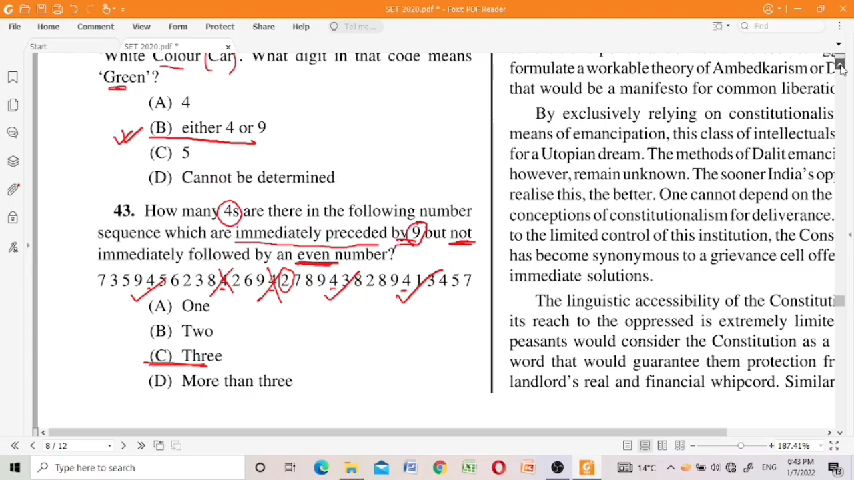 SET 2020.pdf * - Foxit PDF Reader
File
Home
Comment
View
Form
Protect
Share
Help
Tell me...
Find
Start
SET 2020.pdf *
'White Colour Car'. What digit in that code means
'Green'?
(A) 4
(B) either 4 or 9
(C) 5
(D) Cannot be determined
43. How many 4s are there in the following number
sequence which are immediately preceded by 9 but not
immediately followed by an even number?
7 3 5 9 4 5 6 2 3 8 4 2 6 9 4 2 7 8 9 4 3 8 2 8 9 4 1 3 4 5 7
(A) One
(B) Two
(C) Three
(D) More than three
formulate a workable theory of Ambedkarism or D
that would be a manifesto for common liberatio
By exclusively relying on constitutionalis
means of emancipation, this class of intellectuals
for a Utopian dream. The methods of Dalit emanci
however, remain unknown. The sooner India's op
realise this, the better. One cannot depend on the
conceptions of constitutionalism for deliverance.
to the limited control of this institution, the Cons
has become synonymous to a grievance cell offe
immediate solutions.
The linguistic accessibility of the Constitut
its reach to the oppressed is extremely limite
peasants would consider the Constitution as a
word that would guarantee them protection fr
landlord's real and financial whipcord. Similar
8 / 12
187.41%
Type here to search
14°C
ENG
0:43 PM
1/7/2022